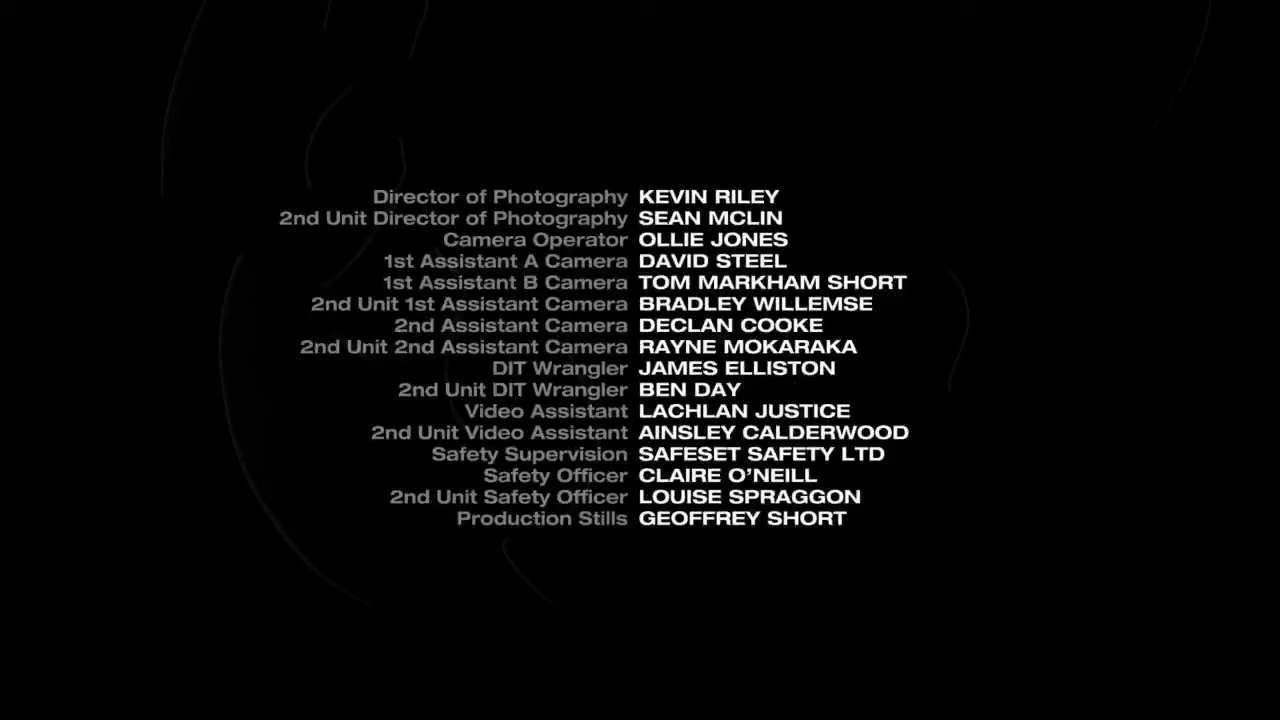 Director of Photography KEVIN RILEY
2nd Unit Director of Photography SEAN MCLIN
Camera Operator OLLIE JONES
1st Assistant A Camera DAVID STEEL
1st Assistant B Camera TOM MARKHAM SHORT
2nd Unit 1st Assistant Camera BRADLEY WILLEMSE
2nd Assistant Camera DECLAN COOKE
2nd Unit 2nd Assistant Camera RAYNE MOKARAKA
DIT Wrangler JAMES ELLISTON
2nd Unit DIT Wrangler BEN DAY
Video Assistant LACHLAN JUSTICE
2nd Unit Video Assistant AINSLEY CALDERWOOD
Safety Supervision SAFESET SAFETY LTD
Safety Officer CLAIRE O’NEILL
2nd Unit Safety Officer LOUISE SPRAGGON
Production Stills GEOFFREY SHORT